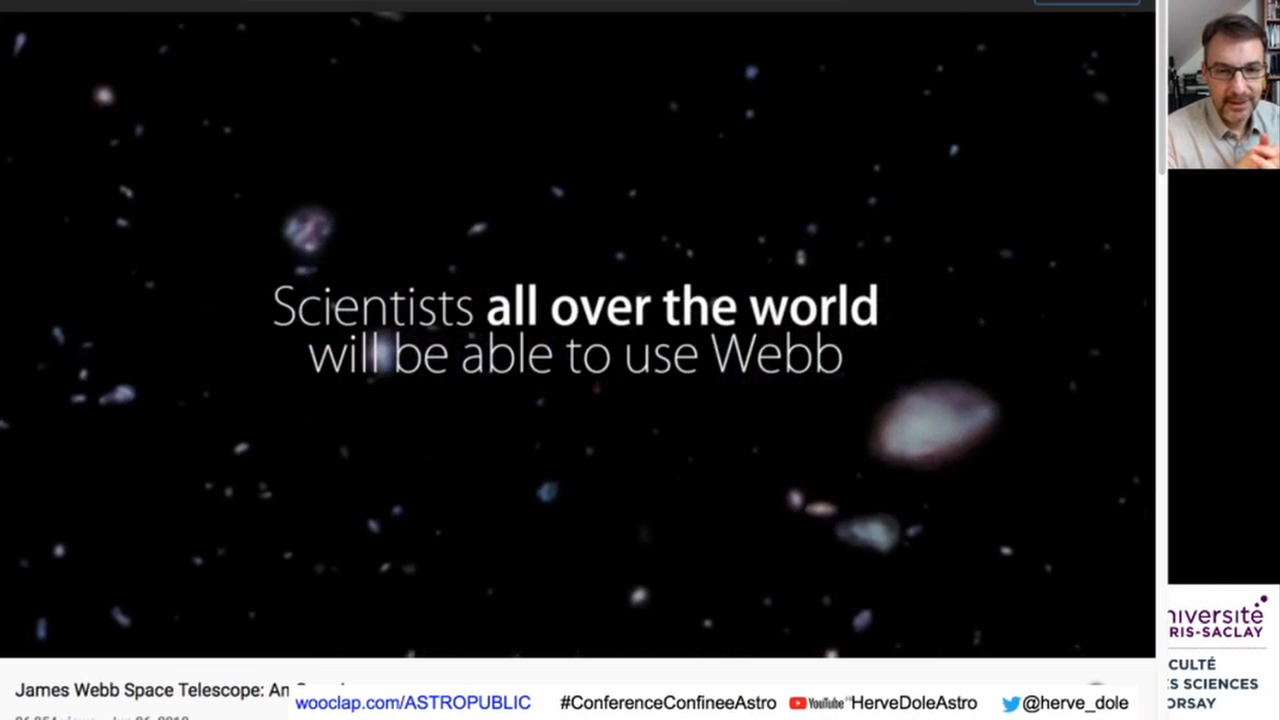 Scientists all over the world
will be able to use Webb
James Webb Space Telescope: An
wooclap.com/ASTROPUBLIC #ConferenceConfineeAstro YouTube HerveDoleAstro @herve_dole
niversité
RIS-SACLAY
CULTÉ
S SCIENCES
ORSAY